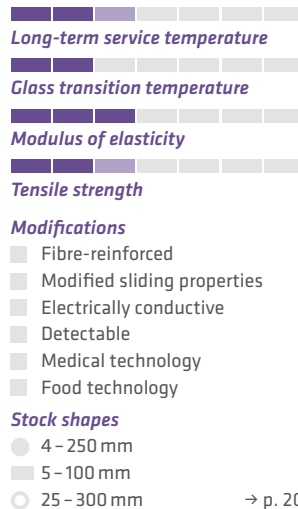 Long-term service temperature
Glass transition temperature
Modulus of elasticity
Tensile strength
Modifications
Fibre-reinforced
Modified sliding properties
Electrically conductive
Detectable
Medical technology
Food technology
Stock shapes
4 – 250 mm
5 – 100 mm
25 – 300 mm → p. 20